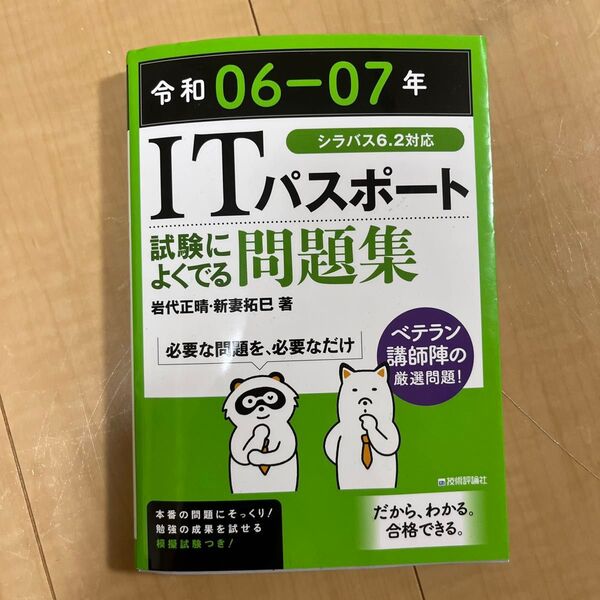 令和 06-07年
シラバス6.2対応
ITパスポート
試験に
よくでる
問題集
岩代正晴・新妻拓巳 著
必要な問題を、必要なだけ
ベテラン
講師陣の
厳選問題!
技術評論社
本番の問題にそっくり!
勉強の成果を試せる
模擬試験つき!
だから、わかる。
合格できる。